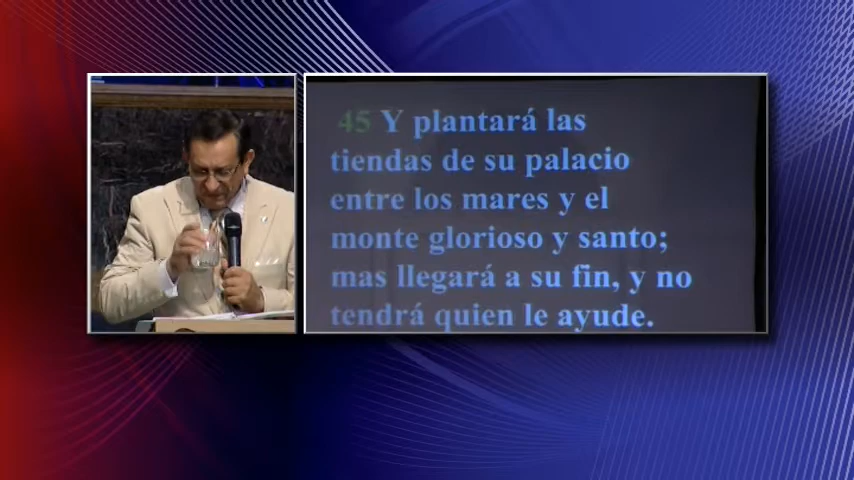 45 Y plantará las
tiendas de su palacio
entre los mares y el
monte glorioso y santo;
mas llegará a su fin, y no
tendrá quien le ayude.